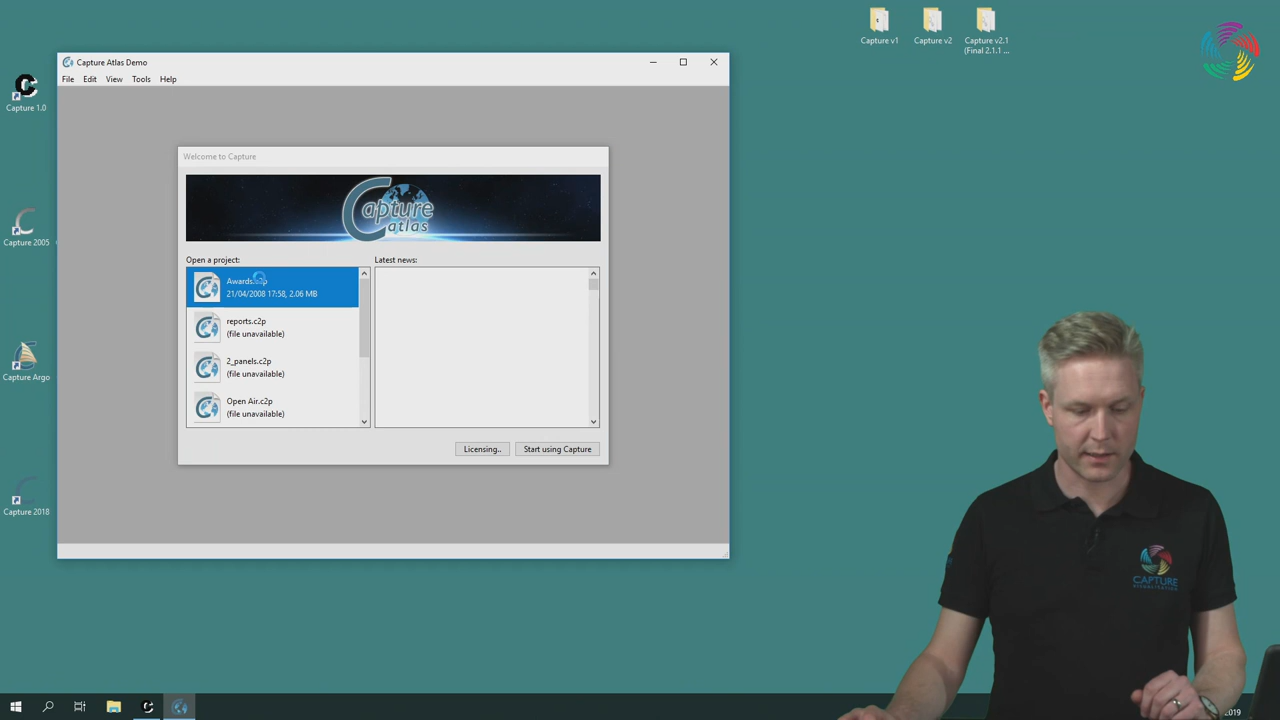 Capture v1
Capture v2
Capture v2.1
(Final 2.1.1 ...
Capture Atlas Demo
File Edit View Tools Help
Capture 1.0
Capture 2005
Capture Argo
Capture 2018
Welcome to Capture
Capture
atlas
Open a project:
Latest news:
21/04/2008 17:58, 2.06 MB
reports.c2p
(file unavailable)
2_panels.c2p
(file unavailable)
Open Air.c2p
(file unavailable)
Licensing..
Start using Capture
CAPTURE
2019